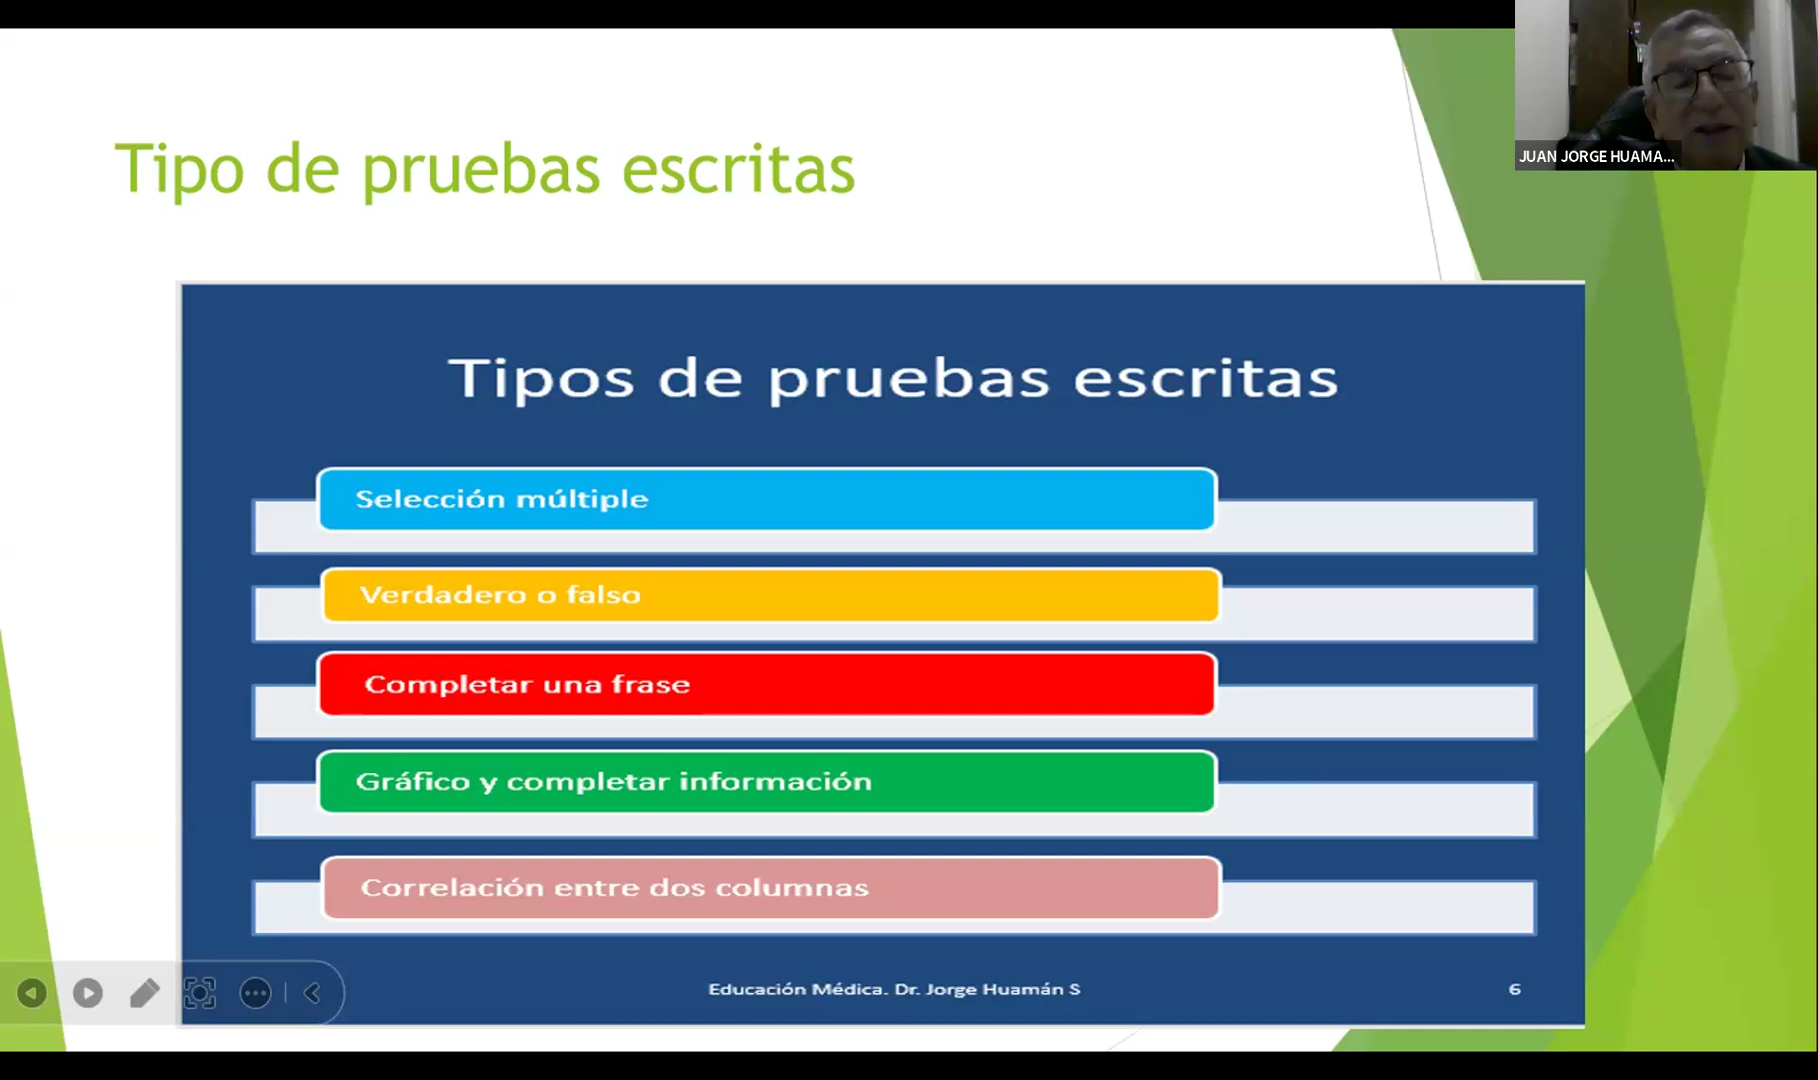 JUAN JORGE HUAMA...
Tipo de pruebas escritas
Tipos de pruebas escritas
Selección múltiple
Verdadero o falso
Completar una frase
Gráfico y completar información
Correlación entre dos columnas
Educación Médica. Dr. Jorge Huamán S
6